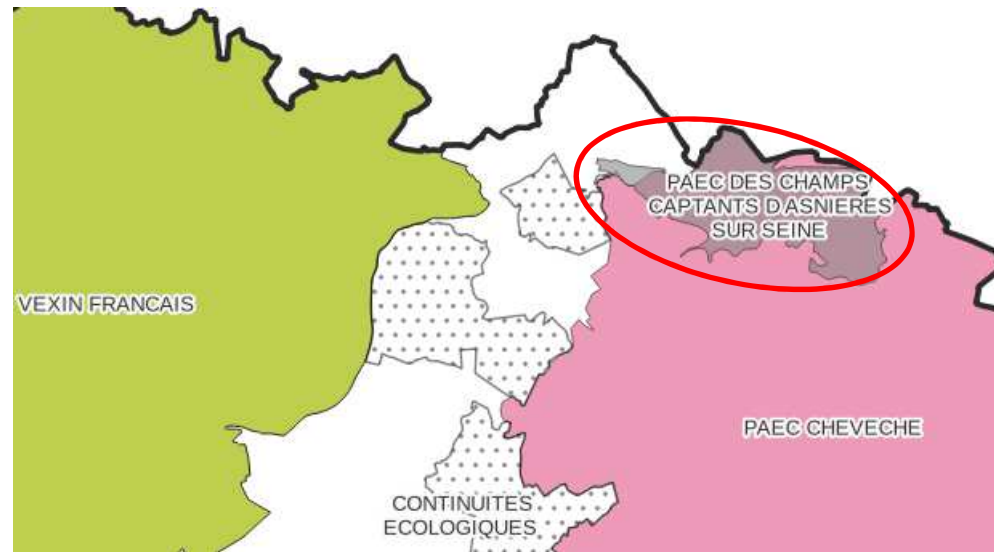 PAEC DES CHAMPS
CAPTANTS D'ASNIERES
SUR SEINE
VEXIN FRANCAIS
PAEC CHEVECHE
CONTINUITES
ECOLOGIQUES